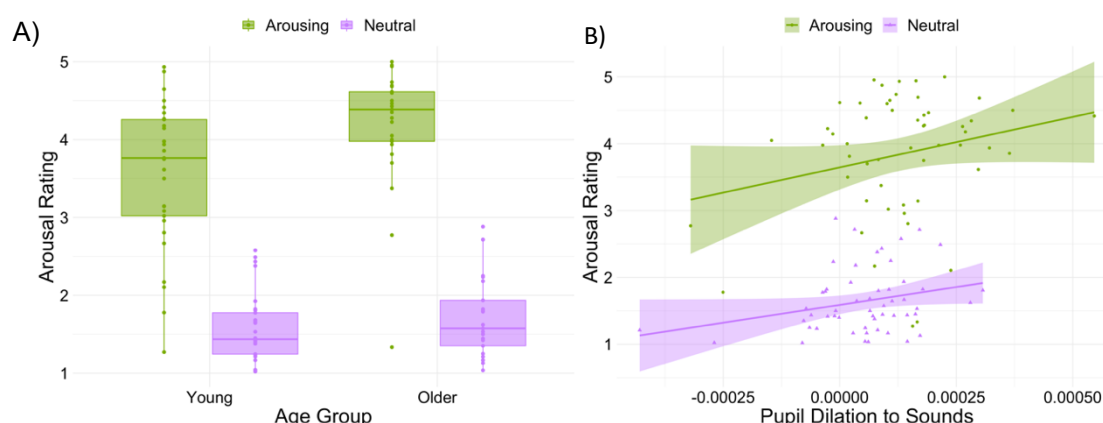 A)
Arousing Neutral
Arousal Rating
5
4
3
2
1
Young Older
Age Group
B)
Arousing Neutral
Arousal Rating
5
4
3
2
1
-0.00025 0.00000 0.00025 0.00050
Pupil Dilation to Sounds